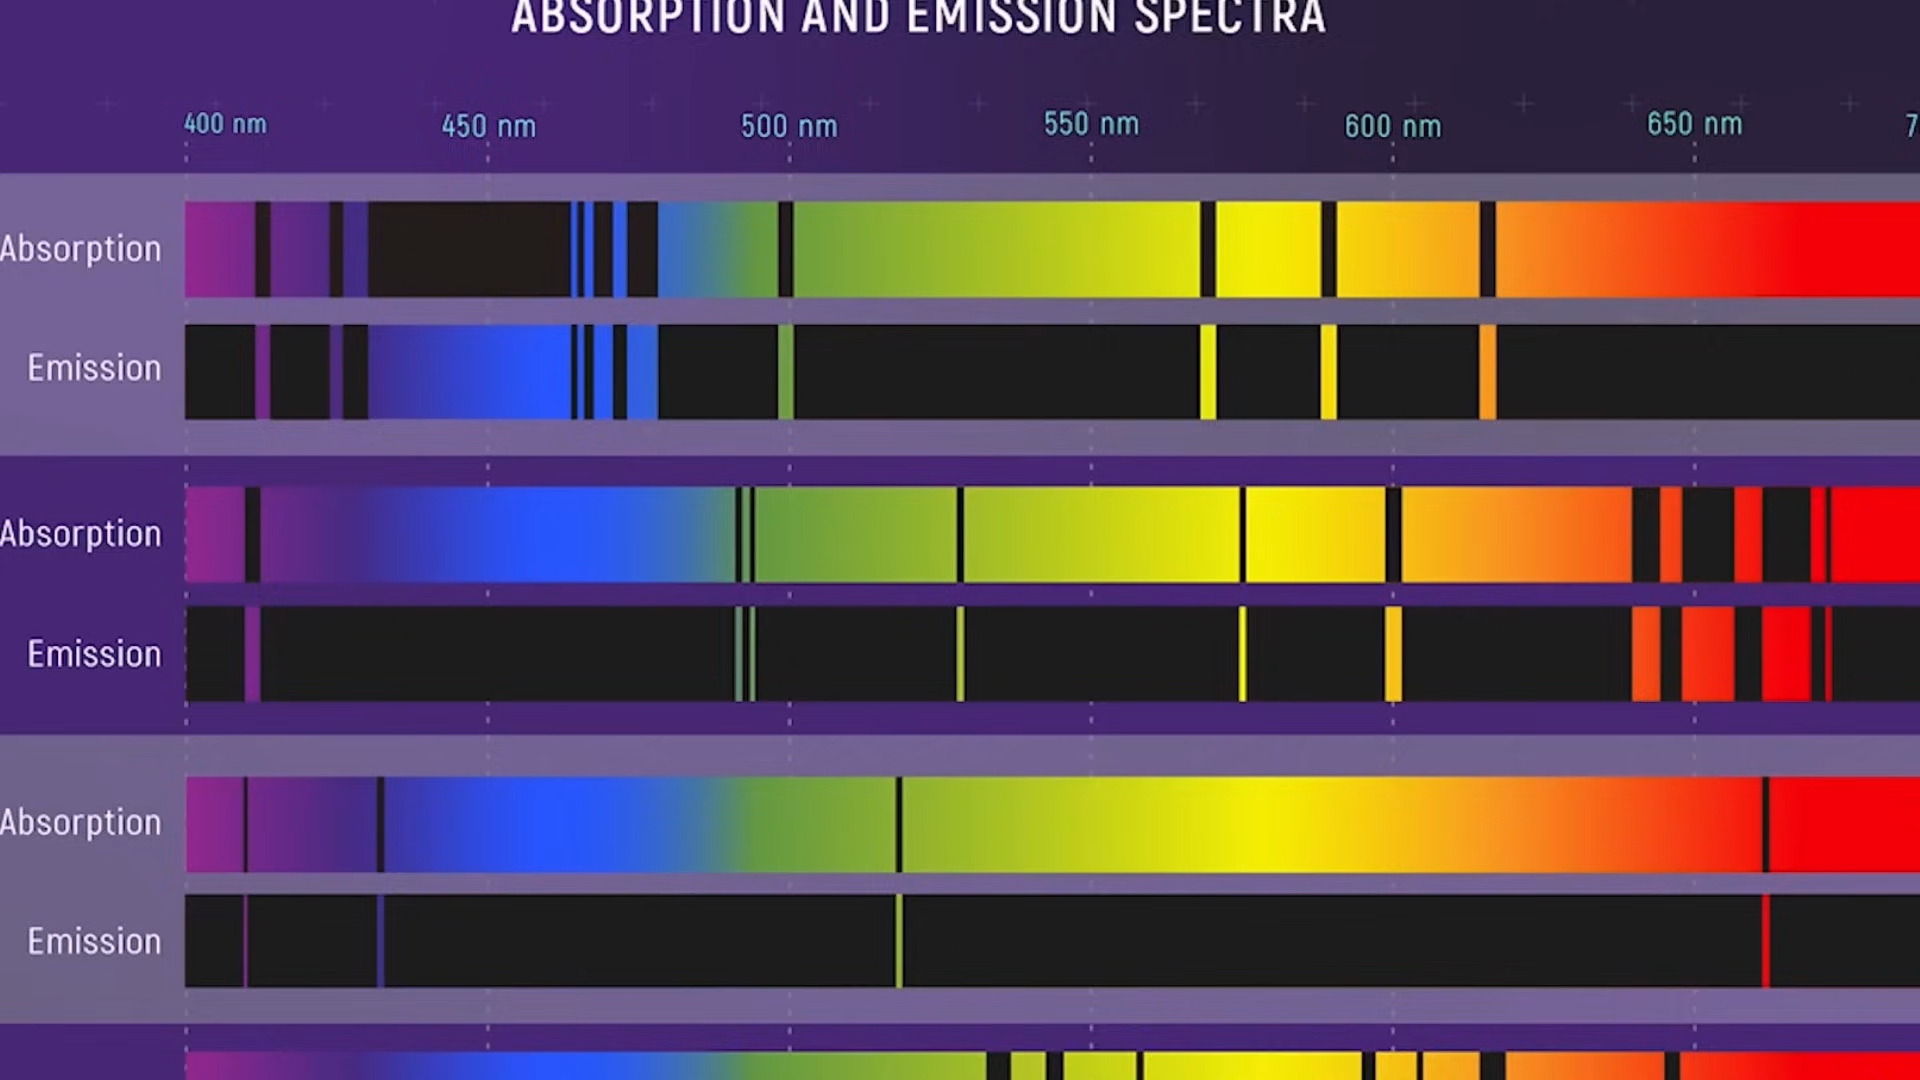 ABSORPTION AND EMISSION SPECTRA
400 nm 450 nm 500 nm 550 nm 600 nm 650 nm 7
Absorption
Emission
Absorption
Emission
Absorption
Emission